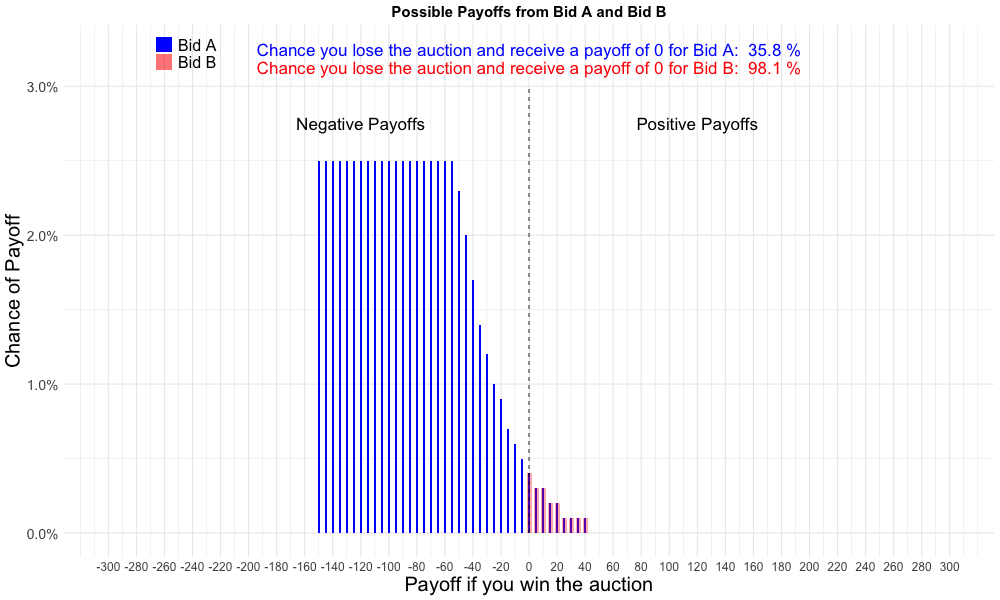 Possible Payoffs from Bid A and Bid B
Bid A
Bid B
Chance you lose the auction and receive a payoff of 0 for Bid A: 35.8 %
Chance you lose the auction and receive a payoff of 0 for Bid B: 98.1 %
3.0%
Negative Payoffs
Positive Payoffs
2.0%
Chance of Payoff
1.0%
0.0%
-300 -280 -260 -240 -220 -200 -180 -160 -140 -120 -100 -80 -60 -40 -20 0 20 40 60 80 100 120 140 160 180 200 220 240 260 280 300
Payoff if you win the auction